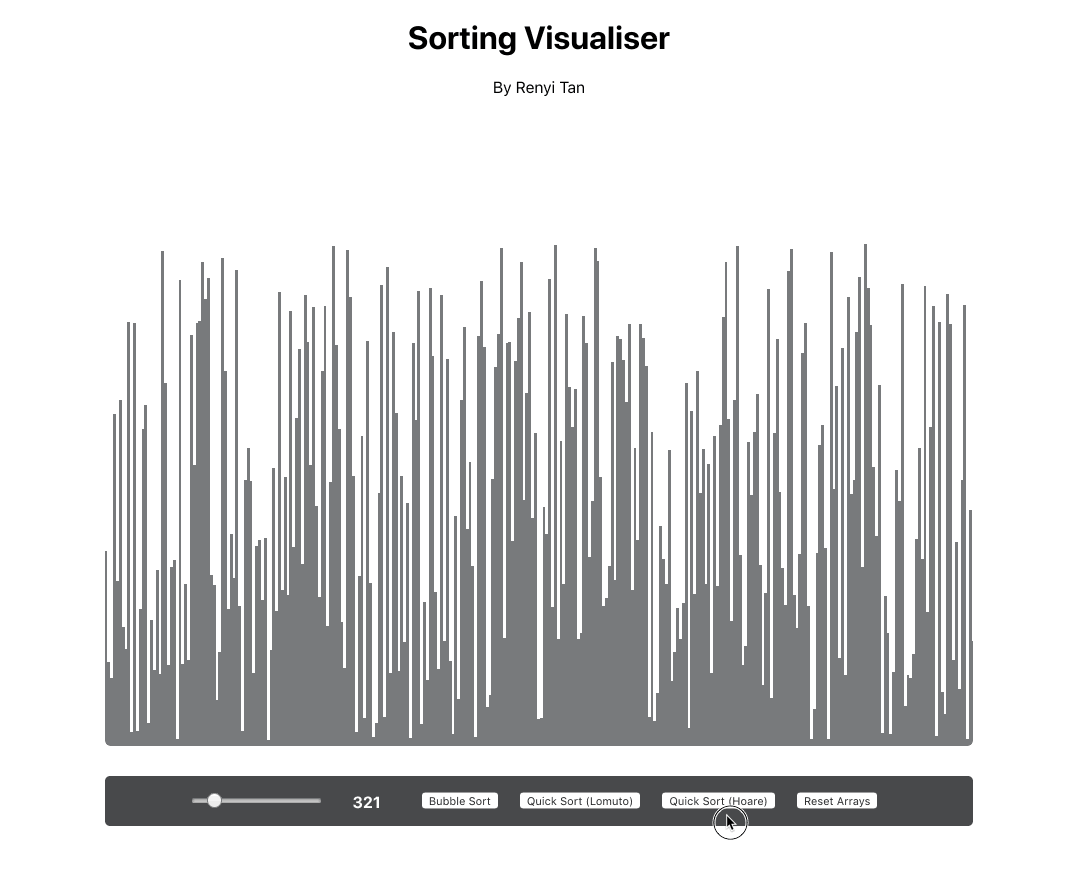 Sorting Visualiser
By Renyi Tan
321 Bubble Sort Quick Sort (Lomuto) Quick Sort (Hoare) Reset Arrays